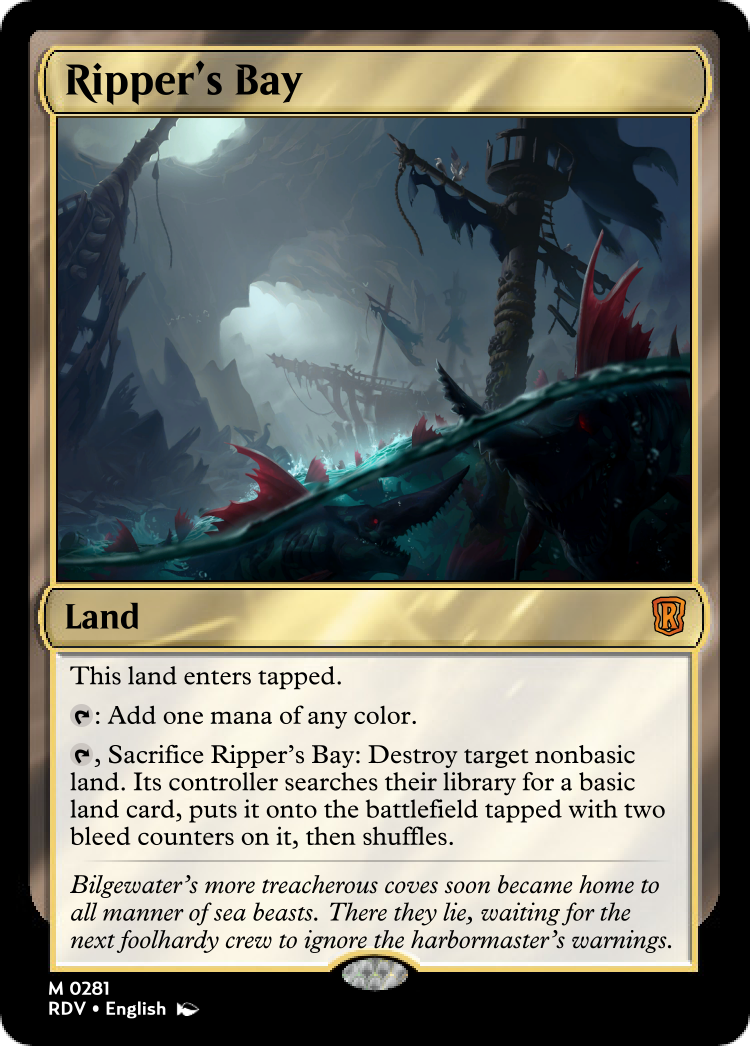 Ripper's Bay
Land
R
This land enters tapped.
: Add one mana of any color.
, Sacrifice Ripper's Bay: Destroy target nonbasic
land. Its controller searches their library for a basic
land card, puts it onto the battlefield tapped with two
bleed counters on it, then shuffles.
Bilgewater's more treacherous coves soon became home to
all manner of sea beasts. There they lie, waiting for the
next foolhardy crew to ignore the harbormaster's warnings.
M 0281
RDV • English